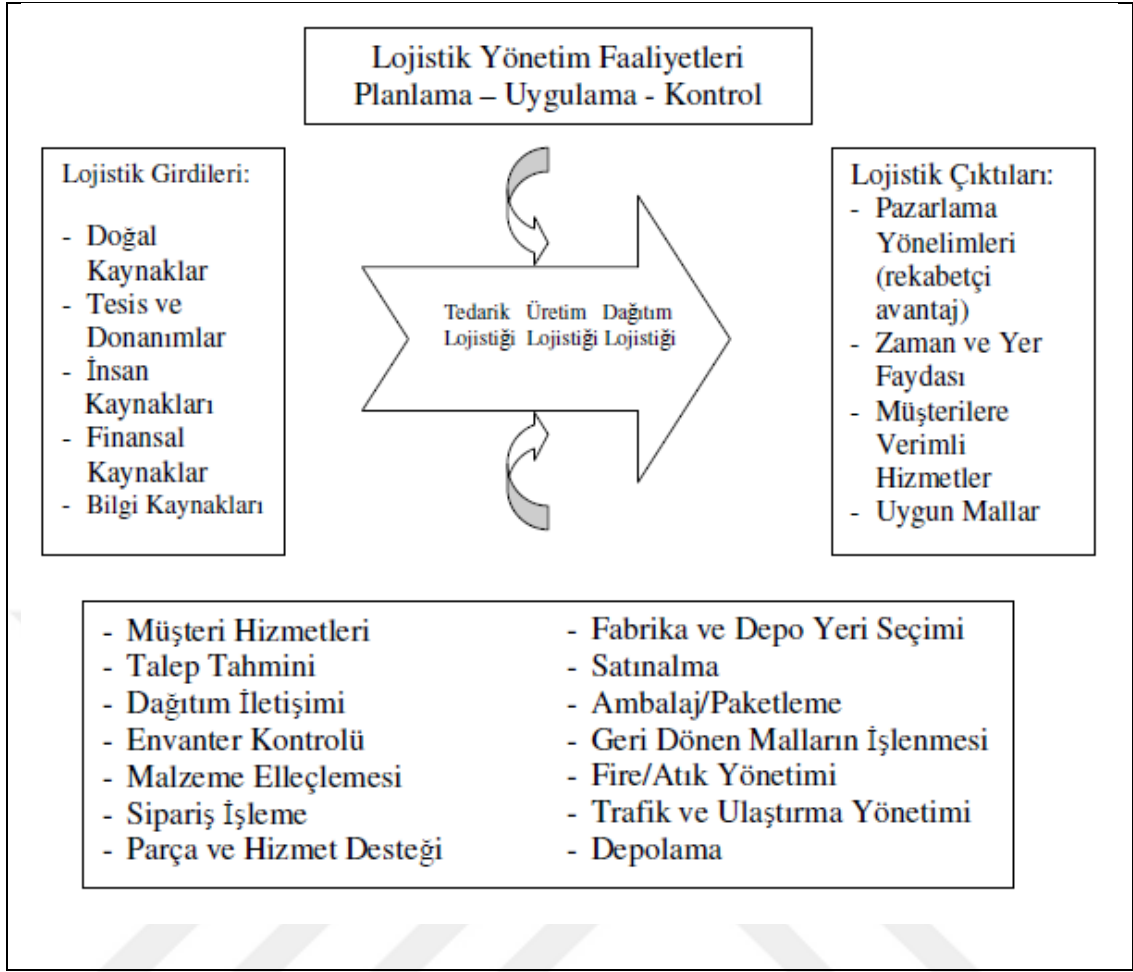 Lojistik Yönetim Faaliyetleri
Planlama – Uygulama - Kontrol
Lojistik Girdileri:
- Doğal
Kaynaklar
- Tesis ve
Donanımlar
- İnsan
Kaynakları
- Finansal
Kaynaklar
- Bilgi Kaynakları
Tedarik Üretim Dağıtım
Lojistiği Lojistiği Lojistiği
Lojistik Çıktıları:
- Pazarlama
Yönelimleri
(rekabetçi
avantaj)
- Zaman ve Yer
Faydası
- Müşterilere
Verimli
Hizmetler
- Uygun Mallar
- Müşteri Hizmetleri
- Talep Tahmini
- Dağıtım İletişimi
- Envanter Kontrolü
- Malzeme Elleçlemesi
- Sipariş İşleme
- Parça ve Hizmet Desteği
- Fabrika ve Depo Yeri Seçimi
- Satınalma
- Ambalaj/Paketleme
- Geri Dönen Malların İşlenmesi
- Fire/Atık Yönetimi
- Trafik ve Ulaştırma Yönetimi
- Depolama